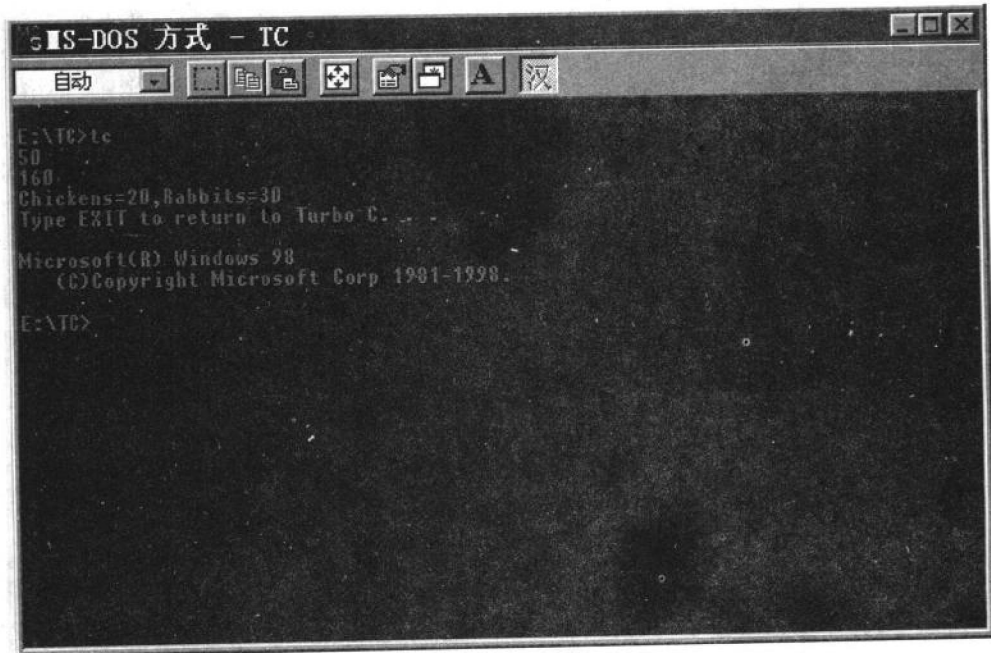 MS-DOS 方式 - TC
自动
A 汉
E:\TC>tc
50
160
Chickens=20,Rabbits=30
Type EXIT to return to Turbo C. . .
Microsoft(R) Windows 98
(C)Copyright Microsoft Corp 1981-1998.
E:\TC>